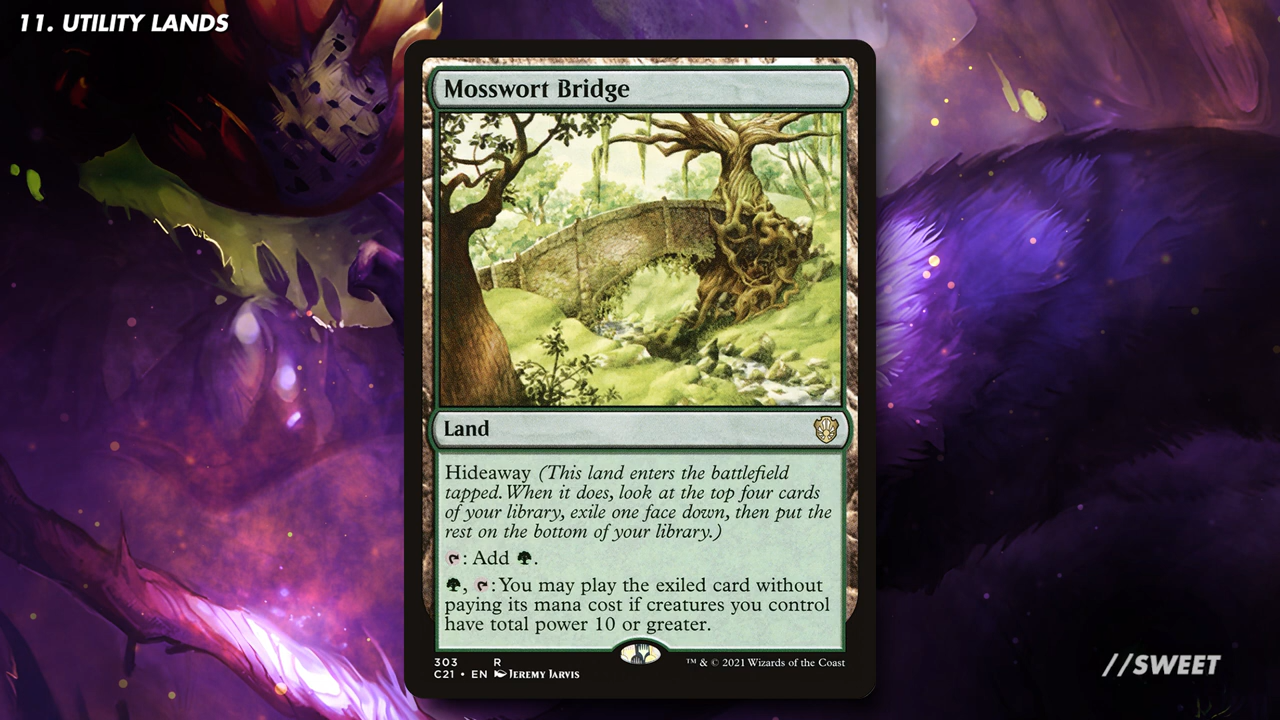 11. UTILITY LANDS
Mosswort Bridge
Land
Hideaway (This land enters the battlefield
tapped. When it does, look at the top four cards
of your library, exile one face down, then put the
rest on the bottom of your library.)
: Add .
, : You may play the exiled card without
paying its mana cost if creatures you control
have total power 10 or greater.
303 R
C21 • EN JEREMY JARVIS
™ & © 2021 Wizards of the Coast
//SWEET